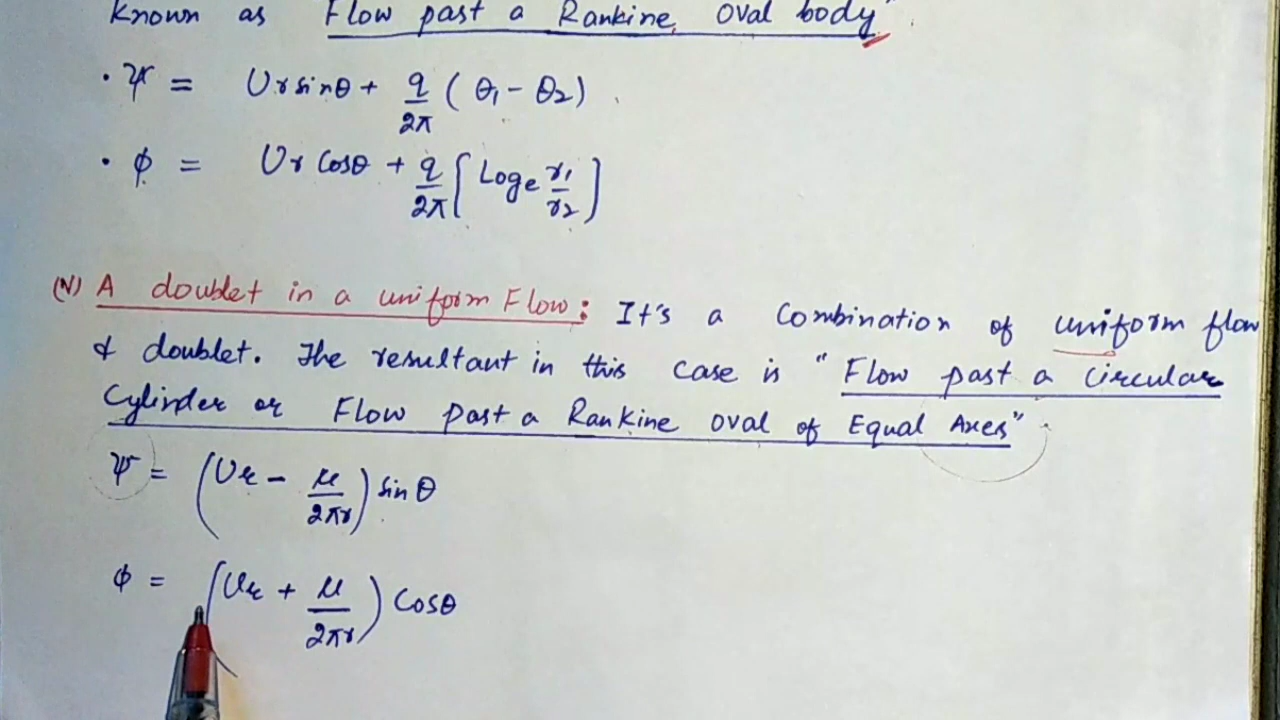 Known as Flow past a Rankine Oval body".
· ψ = Ur sinθ + q/2π ( θ1 - θ2 )
· ϕ = Ur Cosθ + q/2π [ Loge r1/r2 ]
(V) A doublet in a uniform Flow: It's a Combination of uniform flow
& doublet. The resultant in this case is "Flow past a circular
Cylinder or Flow Past a Rankine oval of Equal Axes".
ψ = (Ur - μ/2πr) sin θ
ϕ = (Ur + μ/2πr) Cosθ